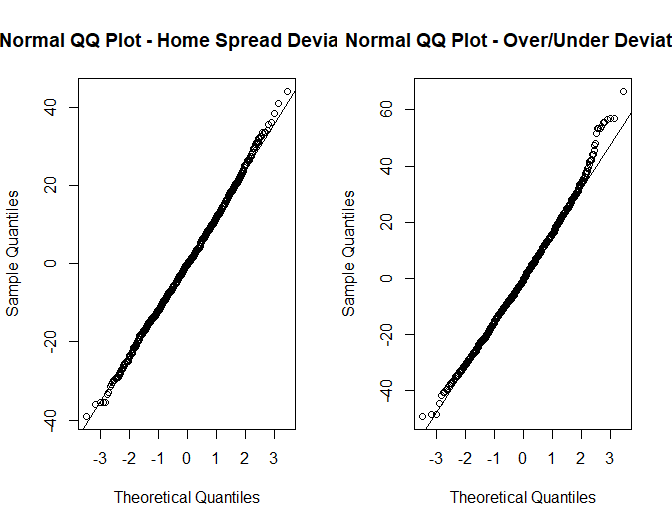 Normal QQ Plot - Home Spread Devia
Normal QQ Plot - Over/Under Deviat
Sample Quantiles
40
20
0
-20
-40
-3 -2 -1 0 1 2 3
Theoretical Quantiles
Sample Quantiles
60
40
20
0
-20
-40
-3 -2 -1 0 1 2 3
Theoretical Quantiles